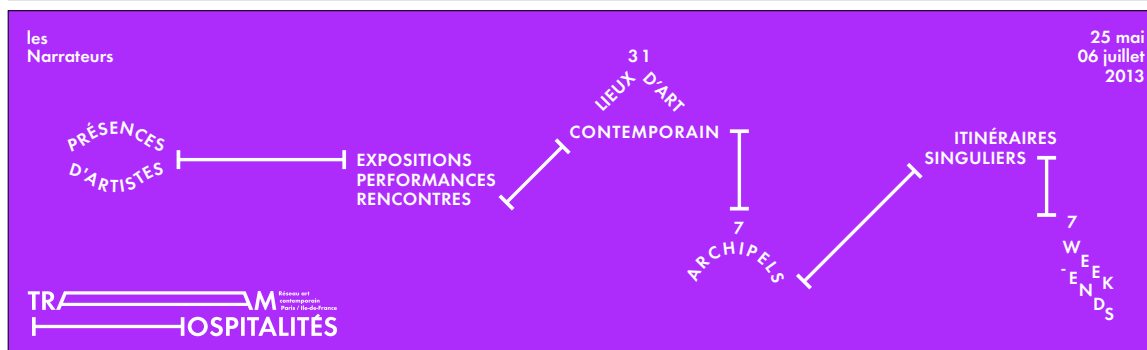 les
Narrateurs
25 mai
06 juillet
2013
PRÉSENCES
D'ARTISTES
EXPOSITIONS
PERFORMANCES
RENCONTRES
31
LIEUX D'ART
CONTEMPORAIN
7
ARCHIPELS
ITINÉRAIRES
SINGULIERS
7
WEEK
-ENDS
TRAM
Réseau art
contemporain
Paris / Ile-de-France
HOSPITALITÉS